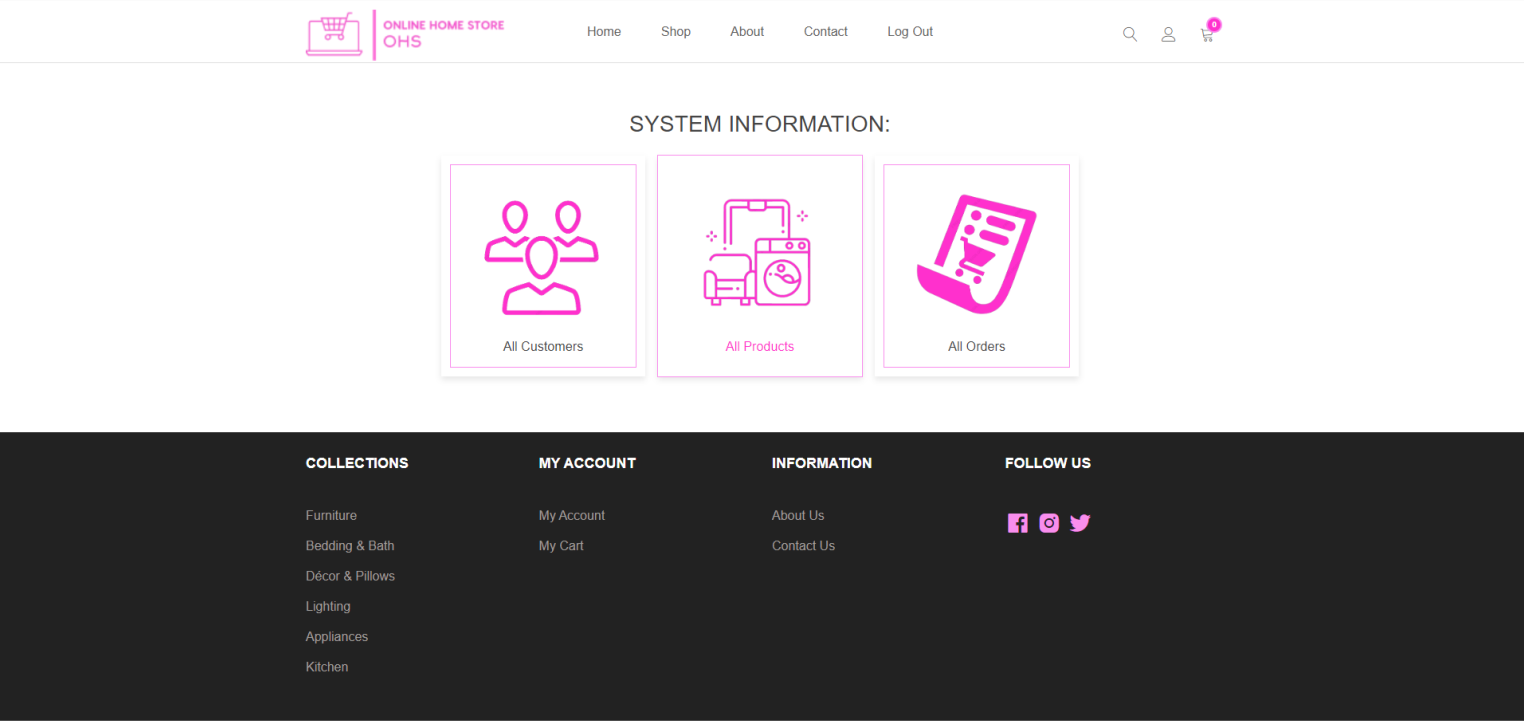 ONLINE HOME STORE
OHS
Home Shop About Contact Log Out
0
SYSTEM INFORMATION:
All Customers
All Products
All Orders
COLLECTIONS
Furniture
Bedding & Bath
Décor & Pillows
Lighting
Appliances
Kitchen
MY ACCOUNT
My Account
My Cart
INFORMATION
About Us
Contact Us
FOLLOW US